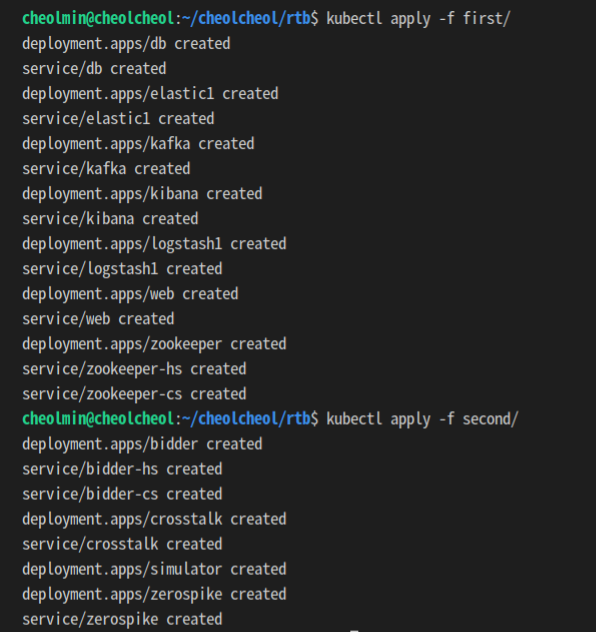 cheolmin@cheolcheol:~/cheolcheol/rtb$ kubectl apply -f first/
deployment.apps/db created
service/db created
deployment.apps/elastic1 created
service/elastic1 created
deployment.apps/kafka created
service/kafka created
deployment.apps/kibana created
service/kibana created
deployment.apps/logstash1 created
service/logstash1 created
deployment.apps/web created
service/web created
deployment.apps/zookeeper created
service/zookeeper-hs created
service/zookeeper-cs created
cheolmin@cheolcheol:~/cheolcheol/rtb$ kubectl apply -f second/
deployment.apps/bidder created
service/bidder-hs created
service/bidder-cs created
deployment.apps/crosstalk created
service/crosstalk created
deployment.apps/simulator created
deployment.apps/zerospike created
service/zerospike created